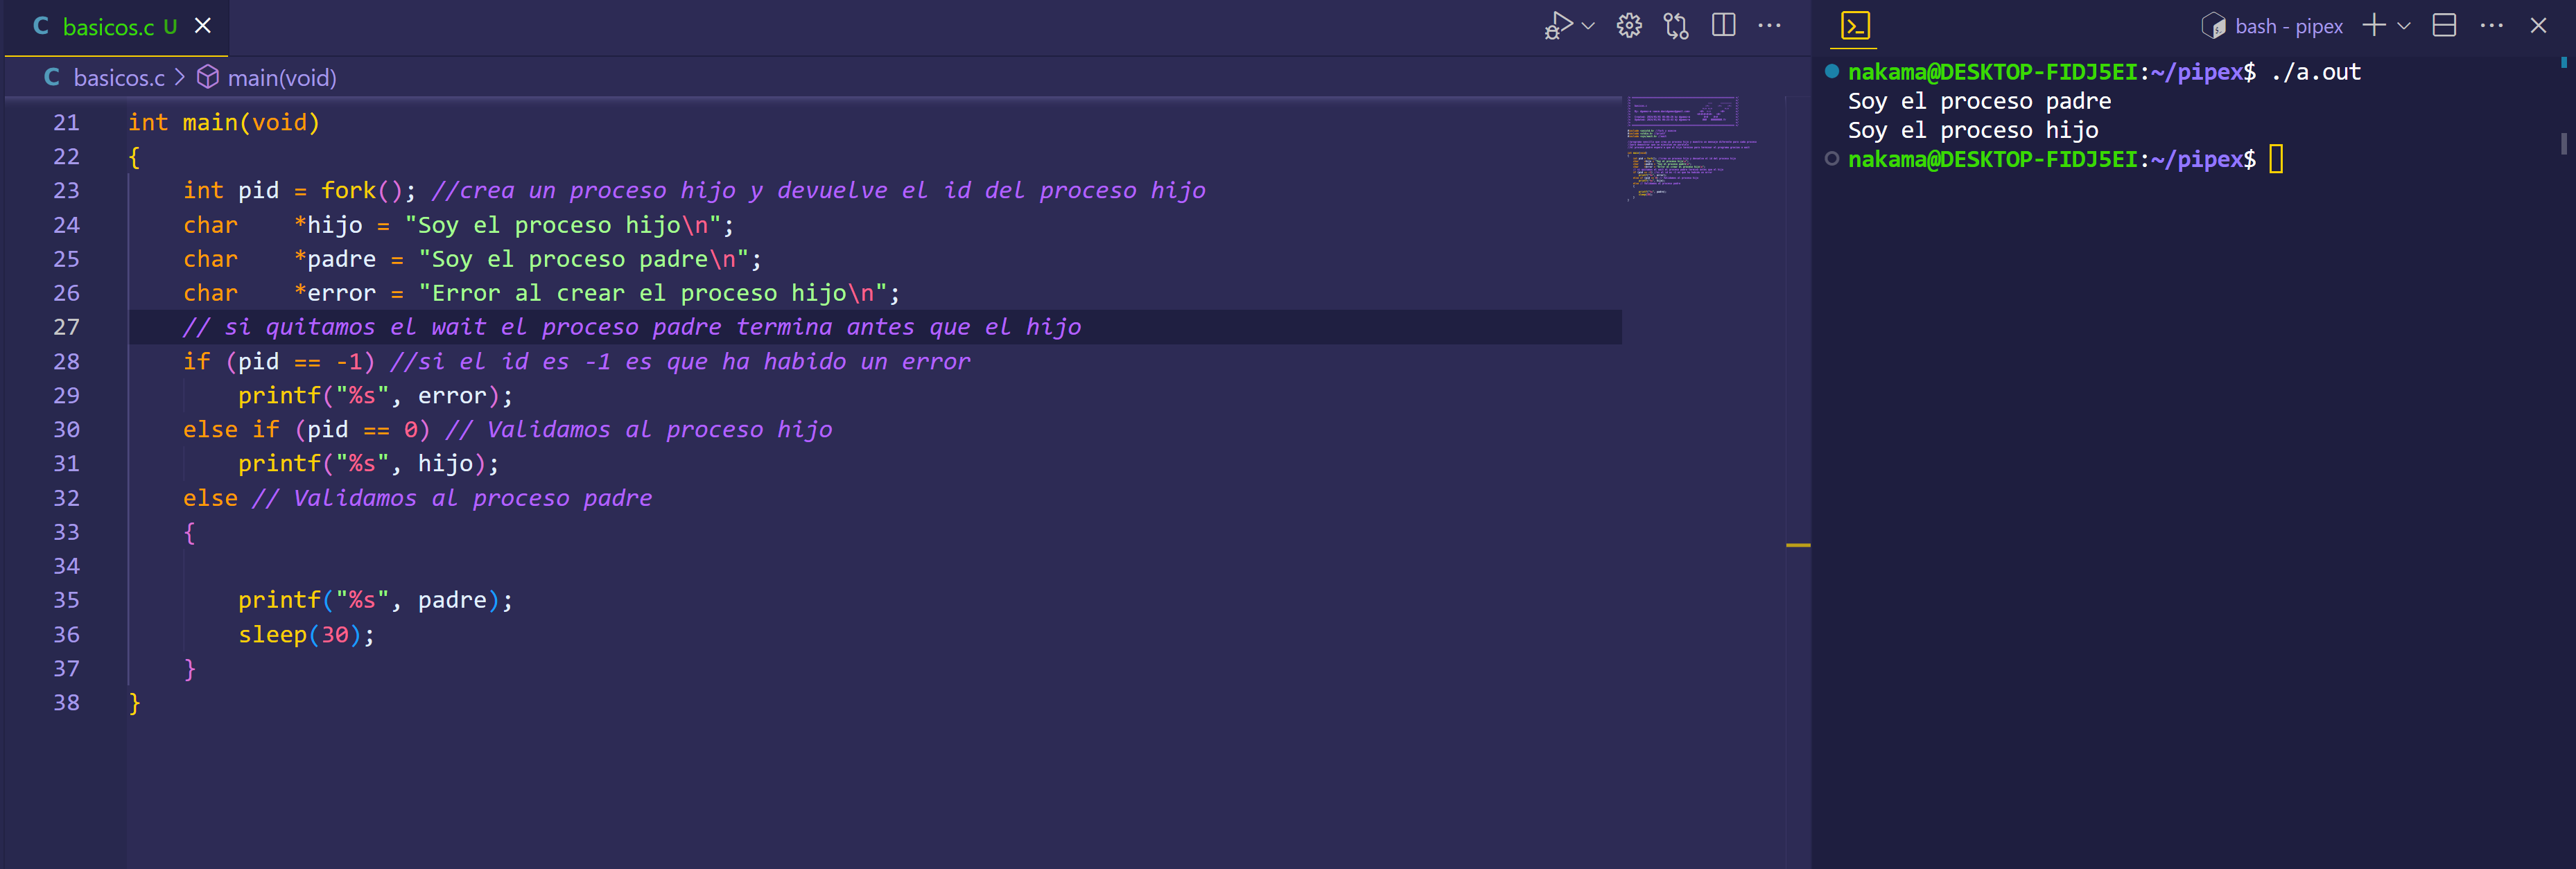 C basicos.c U
bash - pipex
C basicos.c > main(void)
21 int main(void)
22 {
23 int pid = fork(); //crea un proceso hijo y devuelve el id del proceso hijo
24 char *hijo = "Soy el proceso hijo\n";
25 char *padre = "Soy el proceso padre\n";
26 char *error = "Error al crear el proceso hijo\n";
27 // si quitamos el wait el proceso padre termina antes que el hijo
28 if (pid == -1) //si el id es -1 es que ha habido un error
29 printf("%s", error);
30 else if (pid == 0) // Validamos al proceso hijo
31 printf("%s", hijo);
32 else // Validamos al proceso padre
33 {
34
35 printf("%s", padre);
36 sleep(30);
37 }
38 }
nakama@DESKTOP-FIDJ5EI:~/pipex$ ./a.out
Soy el proceso padre
Soy el proceso hijo
nakama@DESKTOP-FIDJ5EI:~/pipex$